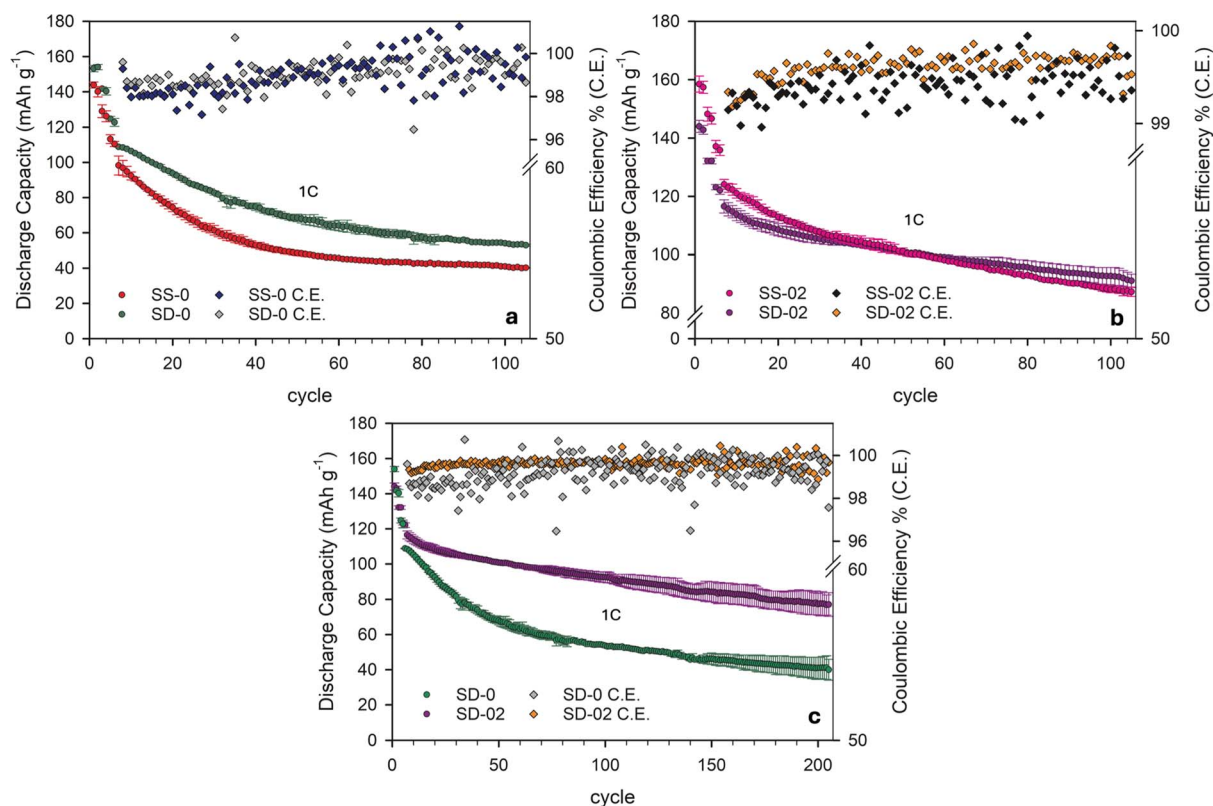 180
160
140
120
100
80
60
40
20
0
Discharge Capacity (mAh g⁻¹)
1C
SS-0
SD-0
SS-0 C.E.
SD-0 C.E.
a
100
98
96
60
50
Coulombic Efficiency % (C.E.)
0 20 40 60 80 100
cycle
180
160
140
120
100
80
0
Discharge Capacity (mAh g⁻¹)
1C
SS-02
SD-02
SS-02 C.E.
SD-02 C.E.
b
100
99
50
Coulombic Efficiency % (C.E.)
0 20 40 60 80 100
cycle
180
160
140
120
100
80
60
40
20
0
Discharge Capacity (mAh g⁻¹)
1C
SD-0
SD-02
SD-0 C.E.
SD-02 C.E.
c
100
98
96
60
50
Coulombic Efficiency % (C.E.)
0 50 100 150 200
cycle